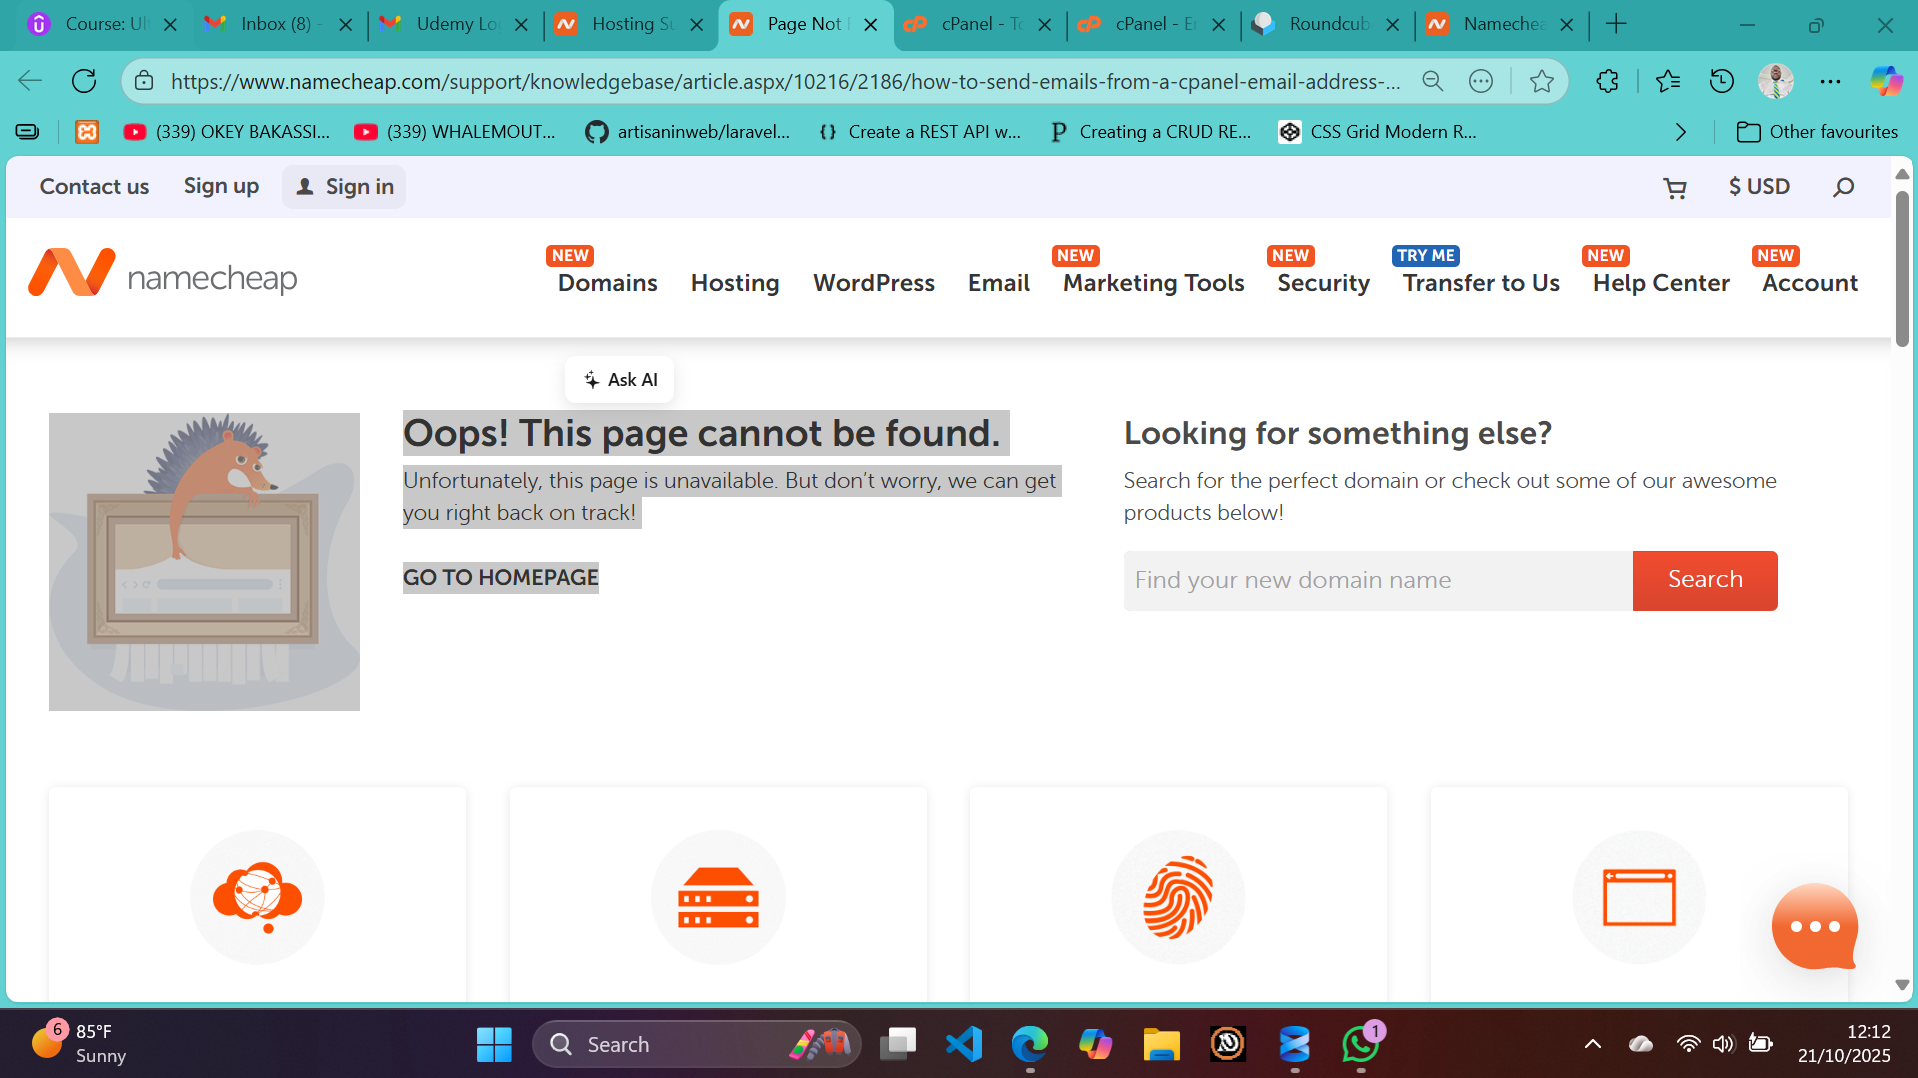 Course: Ul
Inbox (8) -
Udemy Lo
Hosting Su
Page Not F
cPanel - To
cPanel - Er
Roundcub
Namechea
https://www.namecheap.com/support/knowledgebase/article.aspx/10216/2186/how-to-send-emails-from-a-cpanel-email-address-...
(339) OKEY BAKASSI...
(339) WHALEMOUT...
artisaninweb/laravel...
Create a REST API w...
Creating a CRUD RE...
CSS Grid Modern R...
Other favourites
Contact us
Sign up
Sign in
$ USD
namecheap
NEW
Domains
Hosting
WordPress
Email
NEW
Marketing Tools
NEW
Security
TRY ME
Transfer to Us
NEW
Help Center
NEW
Account
Ask AI
Oops! This page cannot be found.
Unfortunately, this page is unavailable. But don’t worry, we can get
you right back on track!
GO TO HOMEPAGE
Looking for something else?
Search for the perfect domain or check out some of our awesome
products below!
Find your new domain name
Search
6
85°F
Sunny
Search
1
12:12
21/10/2025